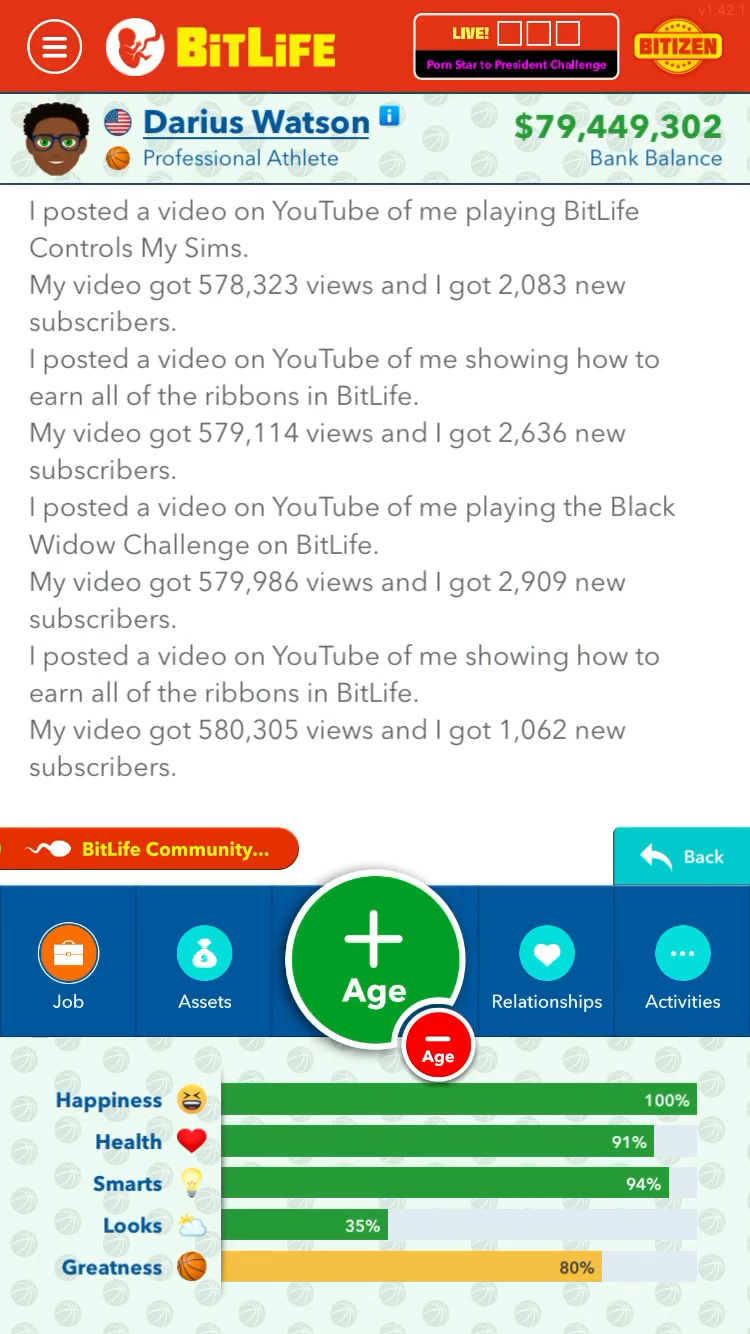 v1.42.1
BITLIFE
LIVE!
Porn Star to President Challenge
BITIZEN
Darius Watson i
$79,449,302
Professional Athlete
Bank Balance
I posted a video on YouTube of me playing BitLife
Controls My Sims.
My video got 578,323 views and I got 2,083 new
subscribers.
I posted a video on YouTube of me showing how to
earn all of the ribbons in BitLife.
My video got 579,114 views and I got 2,636 new
subscribers.
I posted a video on YouTube of me playing the Black
Widow Challenge on BitLife.
My video got 579,986 views and I got 2,909 new
subscribers.
I posted a video on YouTube of me showing how to
earn all of the ribbons in BitLife.
My video got 580,305 views and I got 1,062 new
subscribers.
BitLife Community...
Back
Job
Assets
Age
Relationships
Activities
Age
Happiness 100%
Health 91%
Smarts 94%
Looks 35%
Greatness 80%